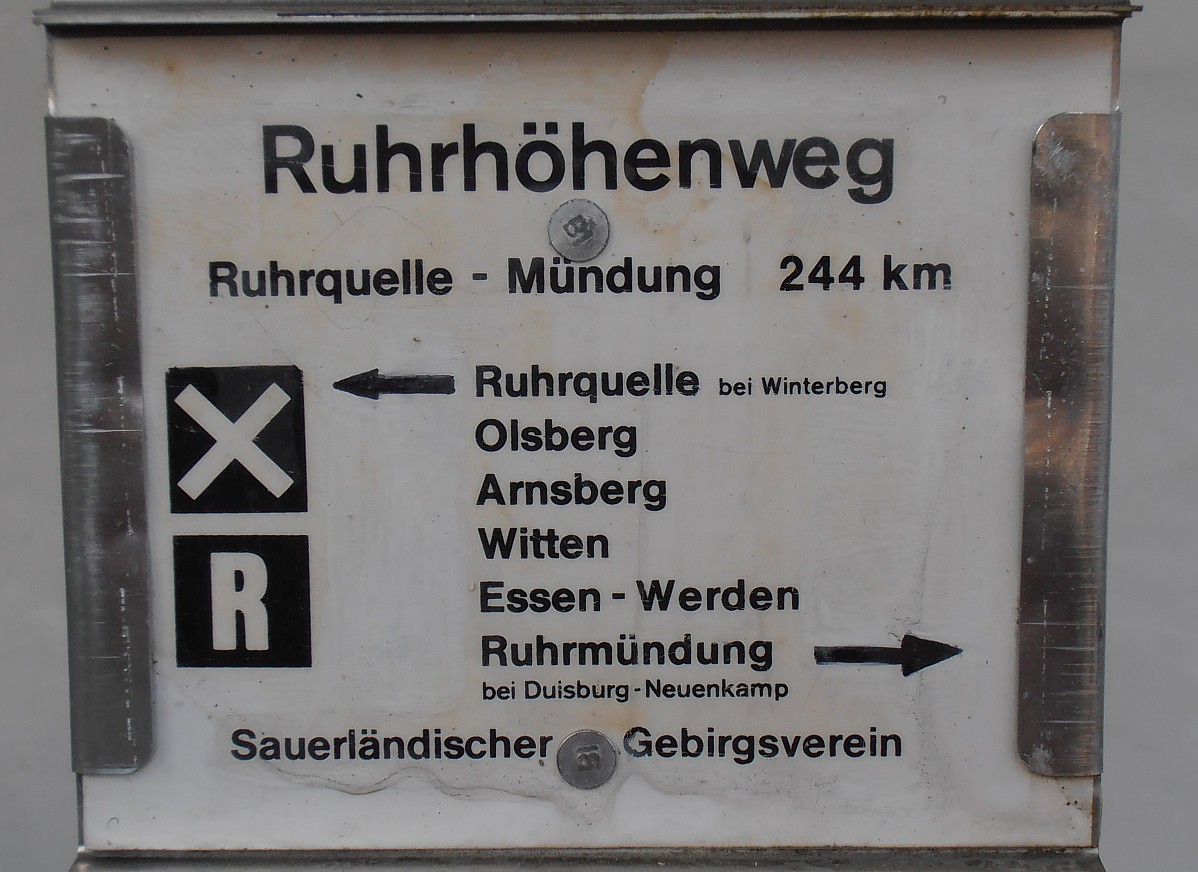 Ruhrhöhenweg
Ruhrquelle - Mündung 244 km
X
Ruhrquelle bei Winterberg
Olsberg
Arnsberg
Witten
R
Essen - Werden
Ruhrmündung
bei Duisburg-Neuenkamp
Sauerländischer Gebirgsverein